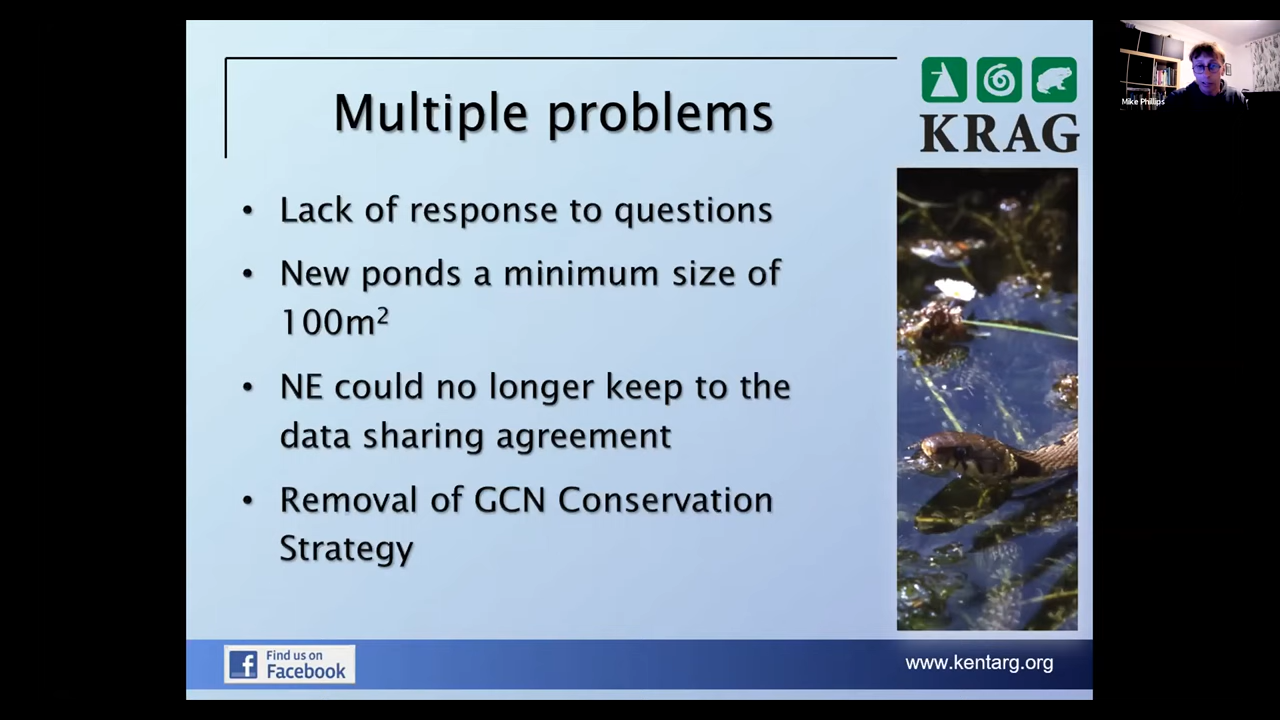 Multiple problems
KRAG
• Lack of response to questions
• New ponds a minimum size of
100m²
• NE could no longer keep to the
data sharing agreement
• Removal of GCN Conservation
Strategy
Find us on
Facebook
www.kentarg.org
Mike Phillips